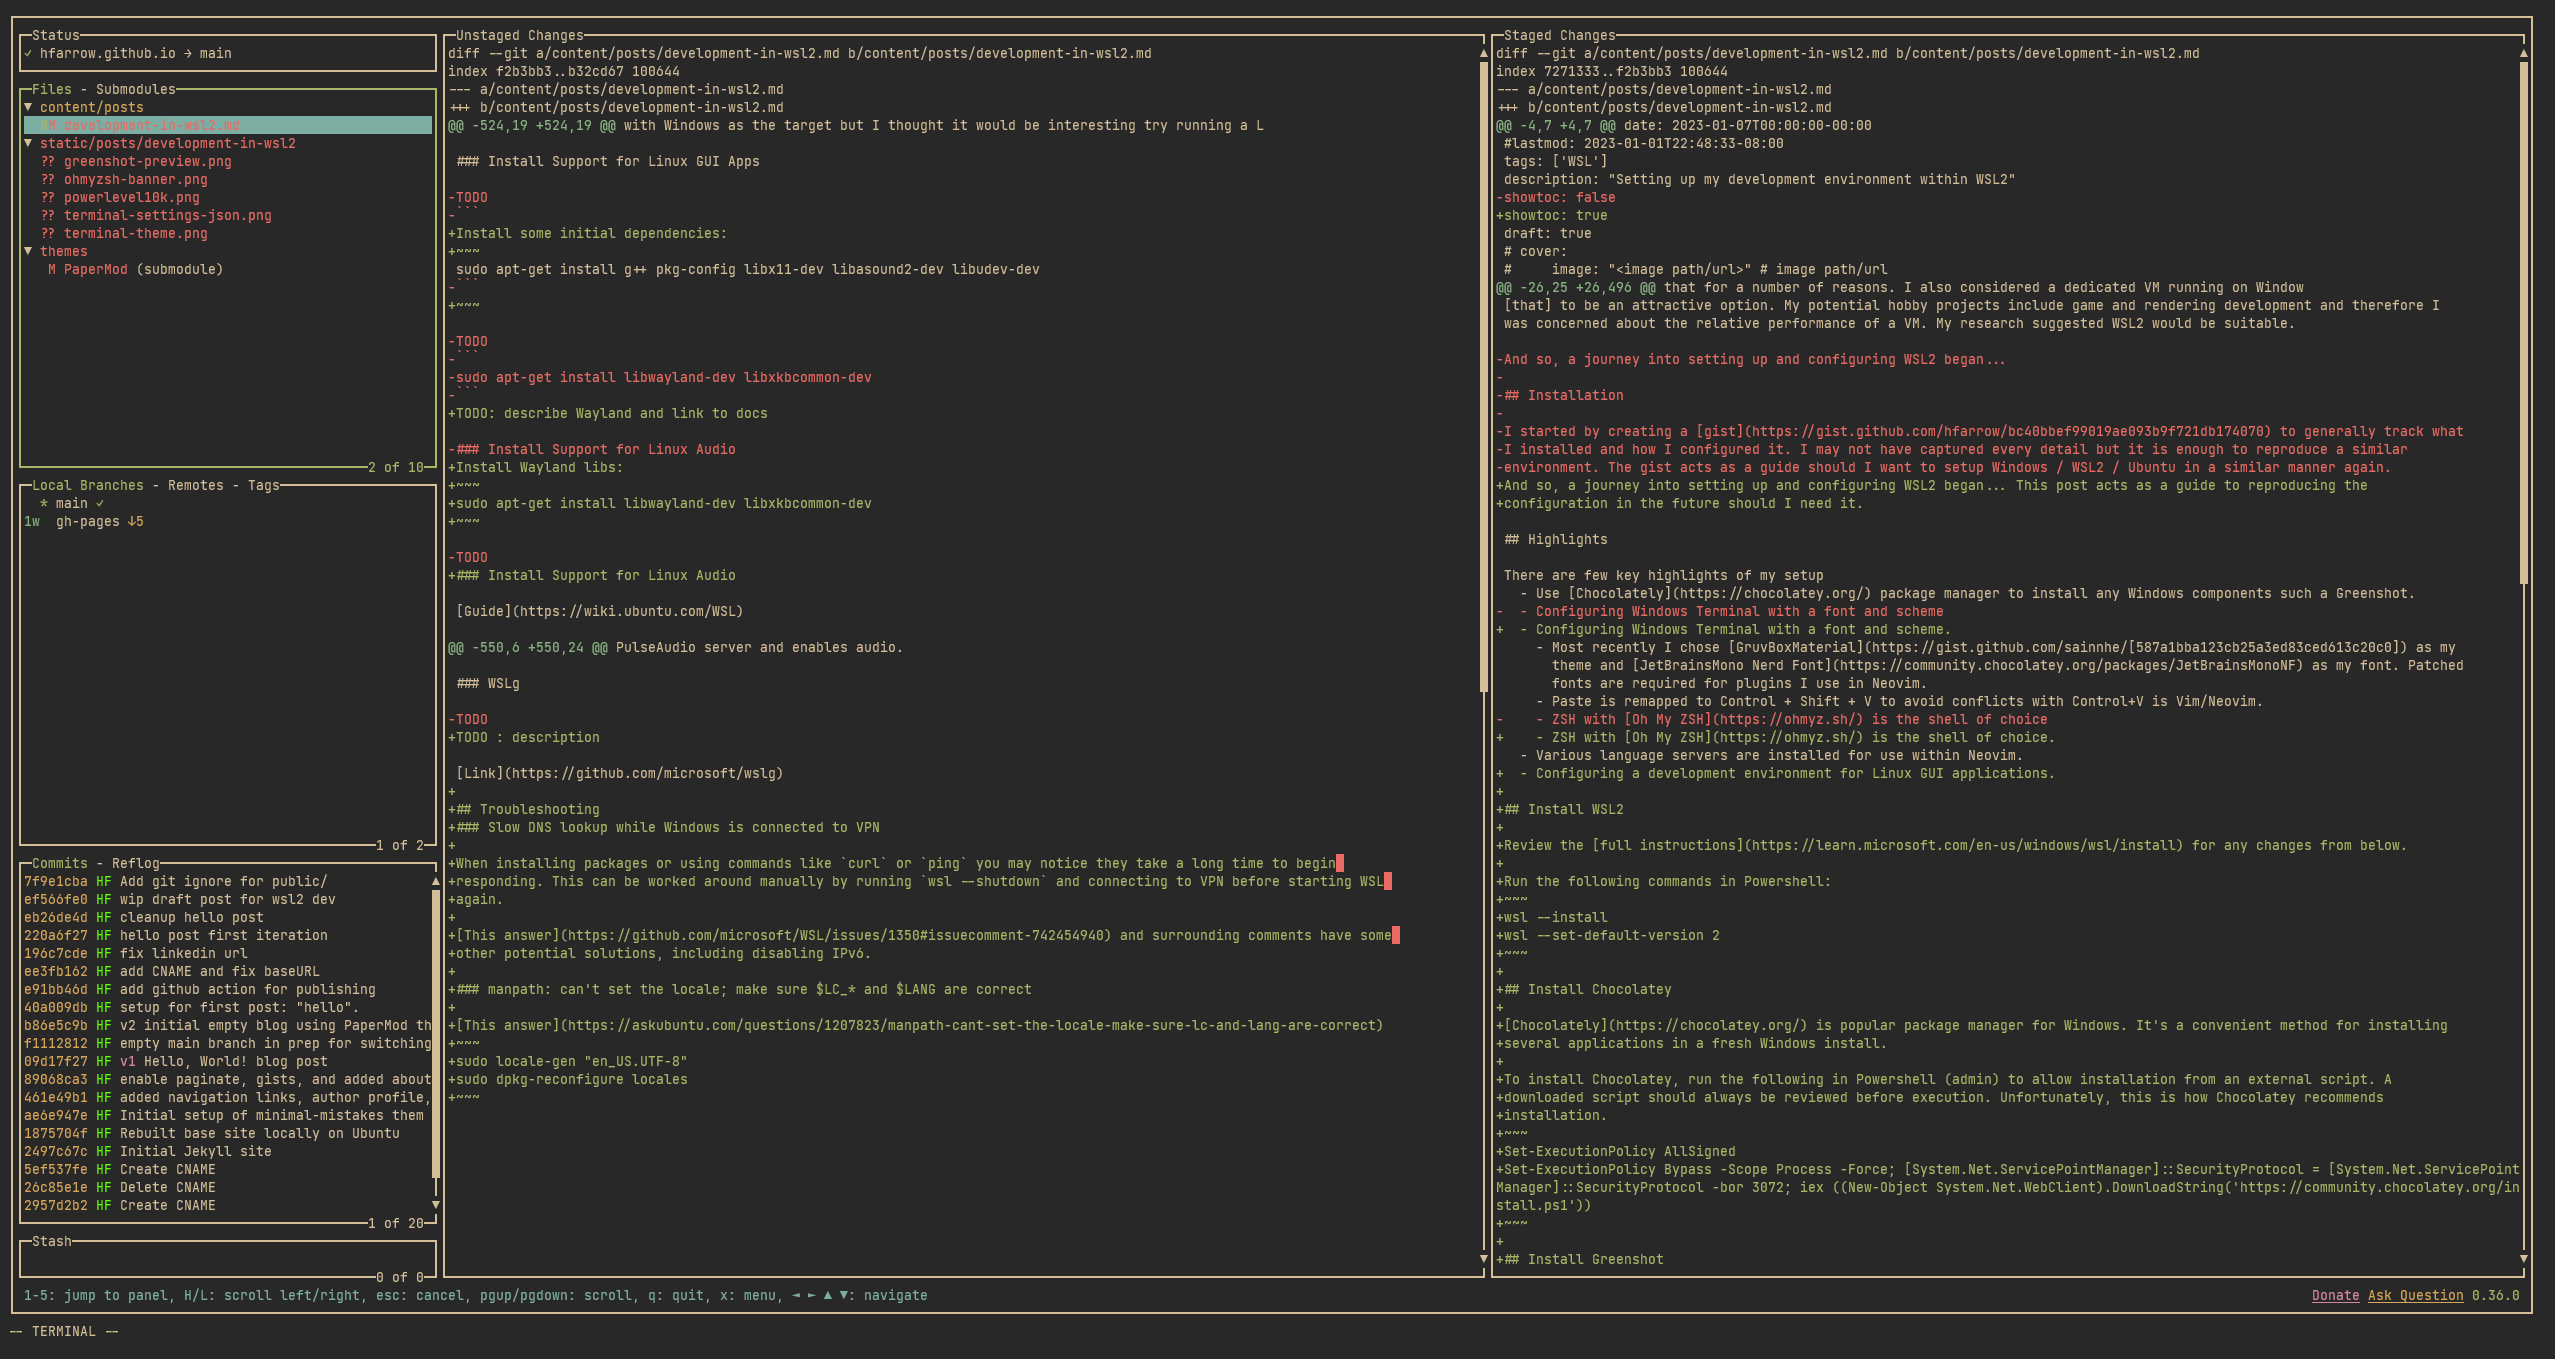 Status
✓ hfarrow.github.io → main
Files - Submodules
▼ content/posts
MM development-in-wsl2.md
▼ static/posts/development-in-wsl2
?? greenshot-preview.png
?? ohmyzsh-banner.png
?? powerlevel10k.png
?? terminal-settings-json.png
?? terminal-theme.png
▼ themes
M PaperMod (submodule)
2 of 10
Local Branches - Remotes - Tags
* main ✓
1w  gh-pages ↓5
1 of 2
Commits - Reflog
7f9e1cba HF Add git ignore for public/
ef566fe0 HF wip draft post for wsl2 dev
eb26de4d HF cleanup hello post
220a6f27 HF hello post first iteration
196c7cde HF fix linkedin url
ee3fb162 HF add CNAME and fix baseURL
e91bb46d HF add github action for publishing
40a009db HF setup for first post: "hello".
b86e5c9b HF v2 initial empty blog using PaperMod th
f1112812 HF empty main branch in prep for switching
09d17f27 HF v1 Hello, World! blog post
89068ca3 HF enable paginate, gists, and added about
461e49b1 HF added navigation links, author profile,
ae6e947e HF Initial setup of minimal-mistakes them
1875704f HF Rebuilt base site locally on Ubuntu
2497c67c HF Initial Jekyll site
5ef537fe HF Create CNAME
26c85e1e HF Delete CNAME
2957d2b2 HF Create CNAME
1 of 20
Stash
0 of 0
Unstaged Changes
diff --git a/content/posts/development-in-wsl2.md b/content/posts/development-in-wsl2.md
index f2b3bb3..b32cd67 100644
--- a/content/posts/development-in-wsl2.md
+++ b/content/posts/development-in-wsl2.md
@@ -524,19 +524,19 @@ with Windows as the target but I thought it would be interesting try running a L
### Install Support for Linux GUI Apps
-TODO
-```
+Install some initial dependencies:
+~~~
sudo apt-get install g++ pkg-config libx11-dev libasound2-dev libudev-dev
-```
+~~~
-TODO
-```
-sudo apt-get install libwayland-dev libxkbcommon-dev
-```
+TODO: describe Wayland and link to docs
-### Install Support for Linux Audio
+Install Wayland libs:
+~~~
+sudo apt-get install libwayland-dev libxkbcommon-dev
+~~~
-TODO
+### Install Support for Linux Audio
[Guide](https://wiki.ubuntu.com/WSL)
@@ -550,6 +550,24 @@ PulseAudio server and enables audio.
### WSLg
-TODO
+TODO : description
[Link](https://github.com/microsoft/wslg)
+
+## Troubleshooting
+### Slow DNS lookup while Windows is connected to VPN
+
+When installing packages or using commands like `curl` or `ping` you may notice they take a long time to begin
+responding. This can be worked around manually by running `wsl --shutdown` and connecting to VPN before starting WSL
+again.
+
+[This answer](https://github.com/microsoft/WSL/issues/1350#issuecomment-742454940) and surrounding comments have some
+other potential solutions, including disabling IPv6.
+
+### manpath: can't set the locale; make sure $LC_* and $LANG are correct
+
+[This answer](https://askubuntu.com/questions/1207823/manpath-cant-set-the-locale-make-sure-lc-and-lang-are-correct)
+~~~
+sudo locale-gen "en_US.UTF-8"
+sudo dpkg-reconfigure locales
+~~~
Staged Changes
diff --git a/content/posts/development-in-wsl2.md b/content/posts/development-in-wsl2.md
index 7271333..f2b3bb3 100644
--- a/content/posts/development-in-wsl2.md
+++ b/content/posts/development-in-wsl2.md
@@ -4,7 +4,7 @@ date: 2023-01-07T00:00:00-00:00
#lastmod: 2023-01-01T22:48:33-08:00
tags: ['WSL']
description: "Setting up my development environment within WSL2"
-showtoc: false
+showtoc: true
draft: true
# cover:
#     image: "<image path/url>" # image path/url
@@ -26,25 +26,496 @@ that for a number of reasons. I also considered a dedicated VM running on Window
[that] to be an attractive option. My potential hobby projects include game and rendering development and therefore I
was concerned about the relative performance of a VM. My research suggested WSL2 would be suitable.
-And so, a journey into setting up and configuring WSL2 began...
-
-## Installation
-
-I started by creating a [gist](https://gist.github.com/hfarrow/bc40bbef99019ae093b9f721db174070) to generally track what
-I installed and how I configured it. I may not have captured every detail but it is enough to reproduce a similar
-environment. The gist acts as a guide should I want to setup Windows / WSL2 / Ubuntu in a similar manner again.
+And so, a journey into setting up and configuring WSL2 began... This post acts as a guide to reproducing the
+configuration in the future should I need it.
## Highlights
There are few key highlights of my setup
- Use [Chocolately](https://chocolatey.org/) package manager to install any Windows components such a Greenshot.
-  - Configuring Windows Terminal with a font and scheme
+  - Configuring Windows Terminal with a font and scheme.
- Most recently I chose [GruvBoxMaterial](https://gist.github.com/sainnhe/[587a1bba123cb25a3ed83ced613c20c0]) as my
theme and [JetBrainsMono Nerd Font](https://community.chocolatey.org/packages/JetBrainsMonoNF) as my font. Patched
fonts are required for plugins I use in Neovim.
- Paste is remapped to Control + Shift + V to avoid conflicts with Control+V is Vim/Neovim.
-    - ZSH with [Oh My ZSH](https://ohmyz.sh/) is the shell of choice
+    - ZSH with [Oh My ZSH](https://ohmyz.sh/) is the shell of choice.
- Various language servers are installed for use within Neovim.
+  - Configuring a development environment for Linux GUI applications.
+
+## Install WSL2
+
+Review the [full instructions](https://learn.microsoft.com/en-us/windows/wsl/install) for any changes from below.
+
+Run the following commands in Powershell:
+~~~
+wsl --install
+wsl --set-default-version 2
+~~~
+
+## Install Chocolatey
+
+[Chocolately](https://chocolatey.org/) is popular package manager for Windows. It's a convenient method for installing
+several applications in a fresh Windows install.
+
+To install Chocolatey, run the following in Powershell (admin) to allow installation from an external script. A
+downloaded script should always be reviewed before execution. Unfortunately, this is how Chocolatey recommends
+installation.
+~~~
+Set-ExecutionPolicy AllSigned
+Set-ExecutionPolicy Bypass -Scope Process -Force; [System.Net.ServicePointManager]::SecurityProtocol = [System.Net.ServicePoint
Manager]::SecurityProtocol -bor 3072; iex ((New-Object System.Net.WebClient).DownloadString('https://community.chocolatey.org/in
stall.ps1'))
+~~~
+
+## Install Greenshot
1-5: jump to panel, H/L: scroll left/right, esc: cancel, pgup/pgdown: scroll, q: quit, x: menu, ◄ ► ▲ ▼: navigate
Donate Ask Question 0.36.0
-- TERMINAL --